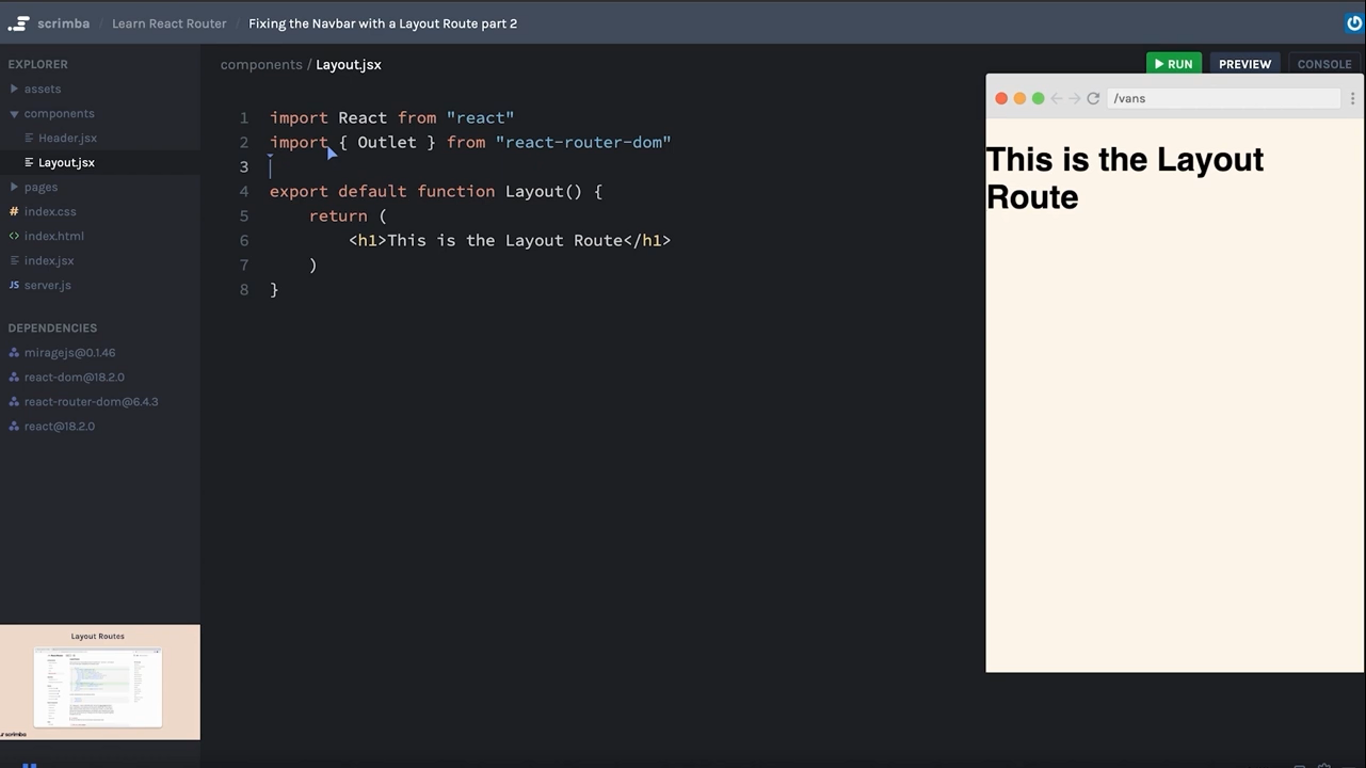 scrimba / Learn React Router / Fixing the Navbar with a Layout Route part 2
EXPLORER
assets
components
Header.jsx
Layout.jsx
pages
# index.css
<> index.html
index.jsx
JS server.js
DEPENDENCIES
miragejs@0.1.46
react-dom@18.2.0
react-router-dom@6.4.3
react@18.2.0
Layout Routes
scrimba
components / Layout.jsx
1 import React from "react"
2 import { Outlet } from "react-router-dom"
3
4 export default function Layout() {
5 return (
6 <h1>This is the Layout Route</h1>
7 )
8 }
RUN PREVIEW CONSOLE
/vans
This is the Layout
Route